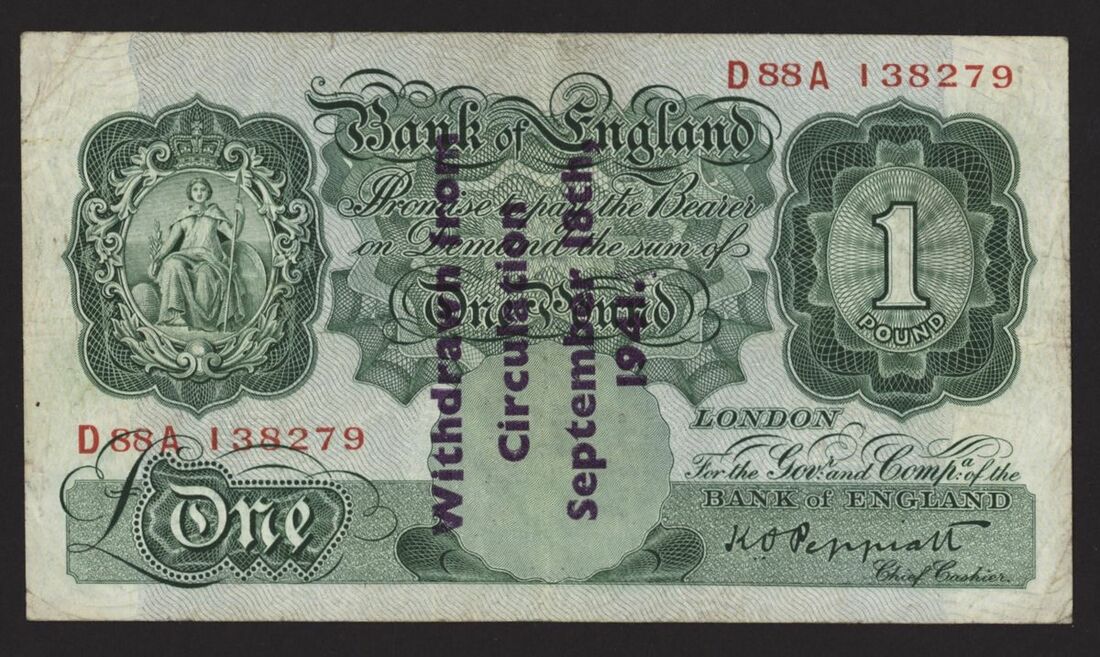 D88A 138279
Bank of England
Promise to pay the Bearer
on Demand the sum of
One Pound
1
POUND
LONDON
For the Govr. and Compa. of the
BANK of ENGLAND
K O Peppiatt
Chief Cashier.
D88A 138279
£One
Withdrawn from
Circulation
September 18th,
1941.